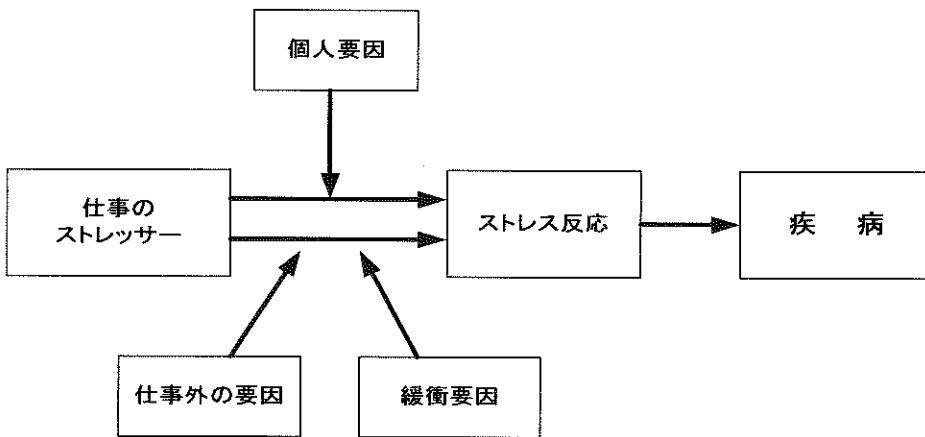 個人要因
仕事の
ストレッサー
ストレス反応
疾　病
仕事外の要因
緩衝要因